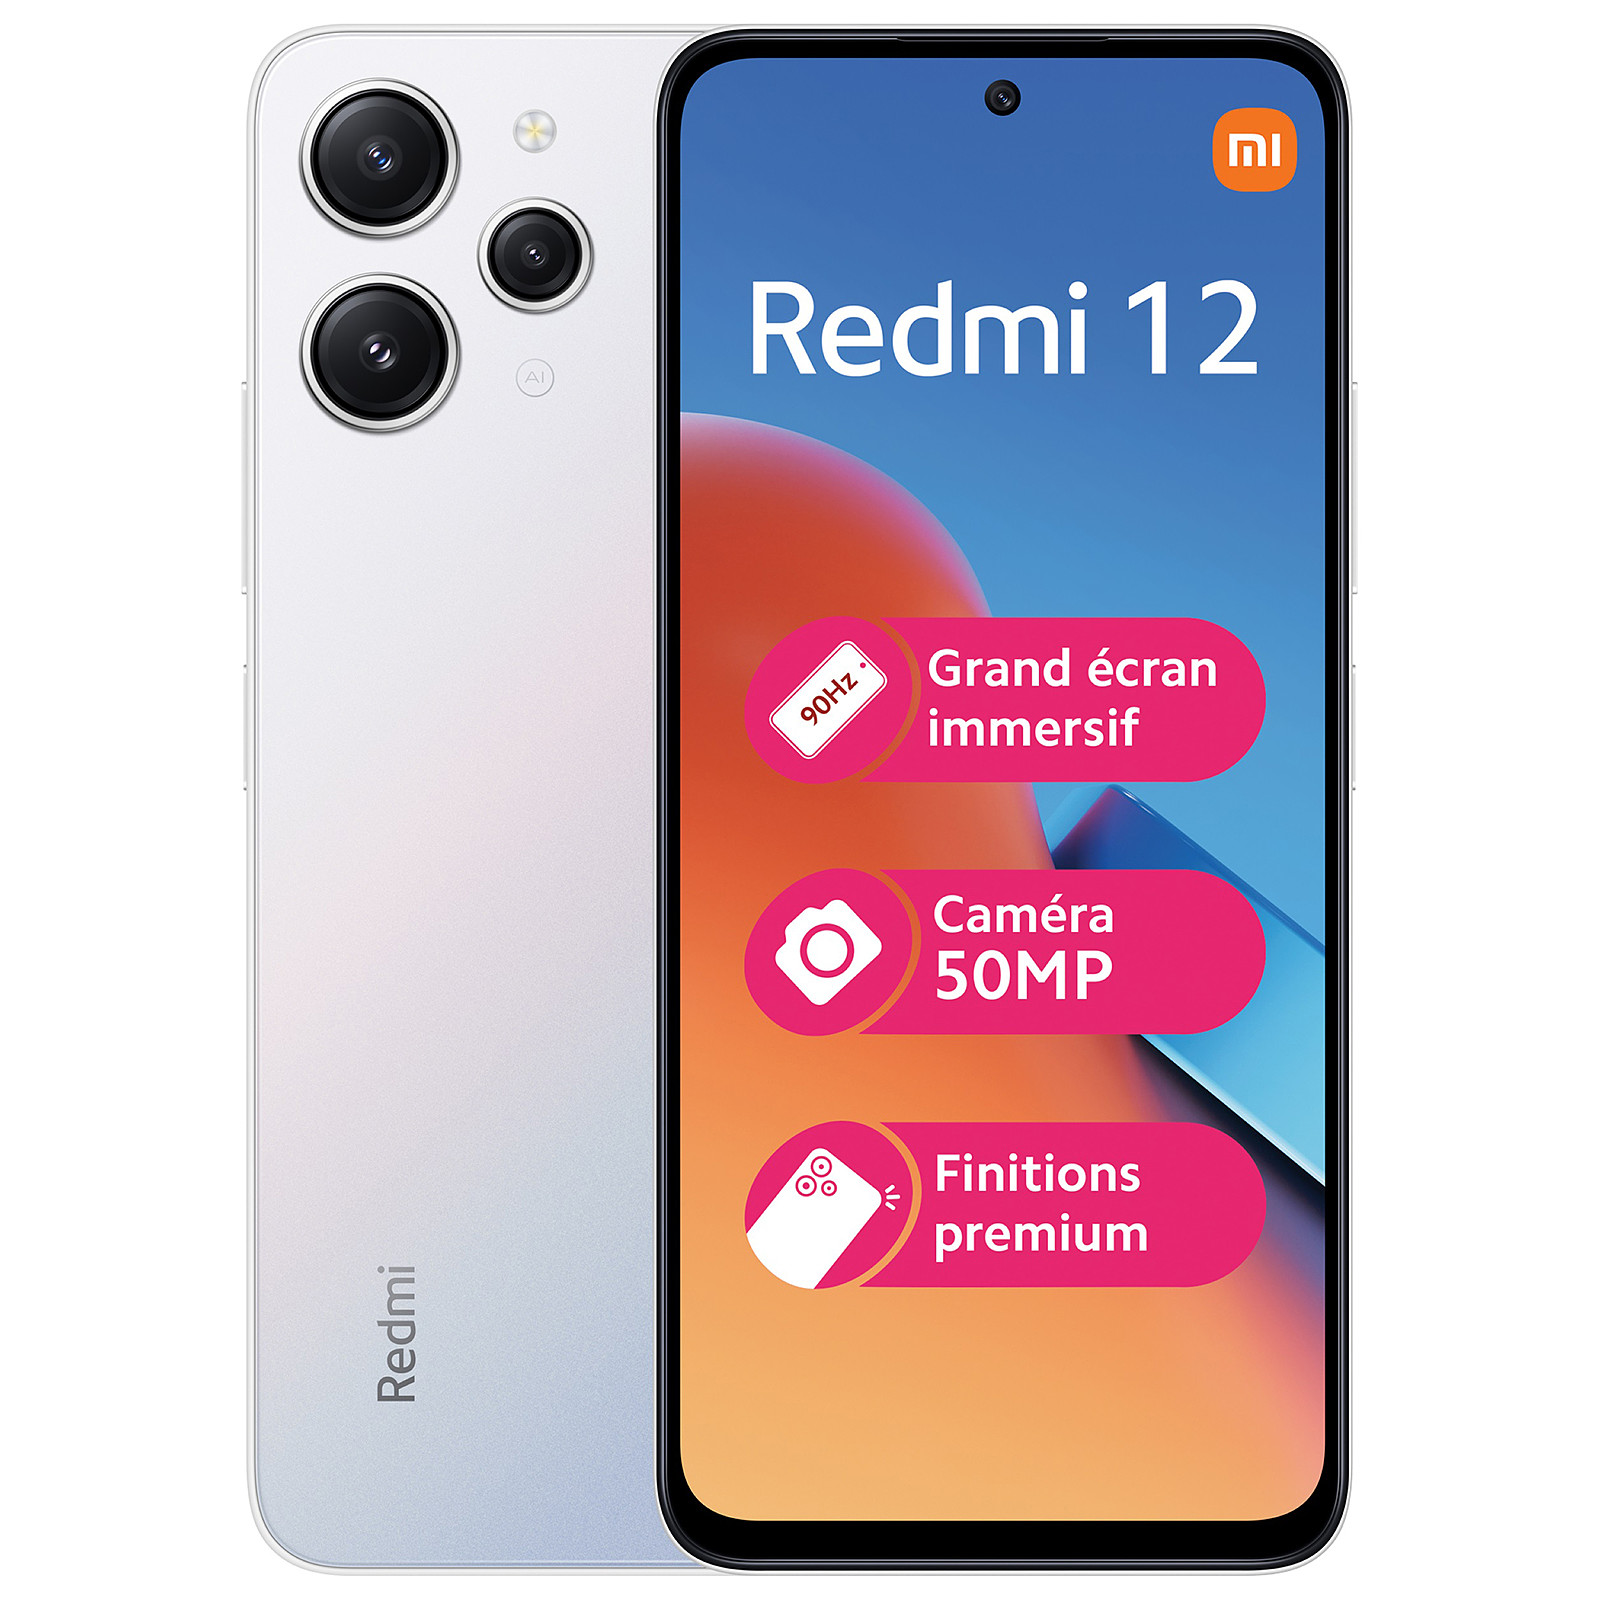 AI
Redmi
mi
Redmi 12
90Hz
Grand écran
immersif
Caméra
50MP
Finitions
premium